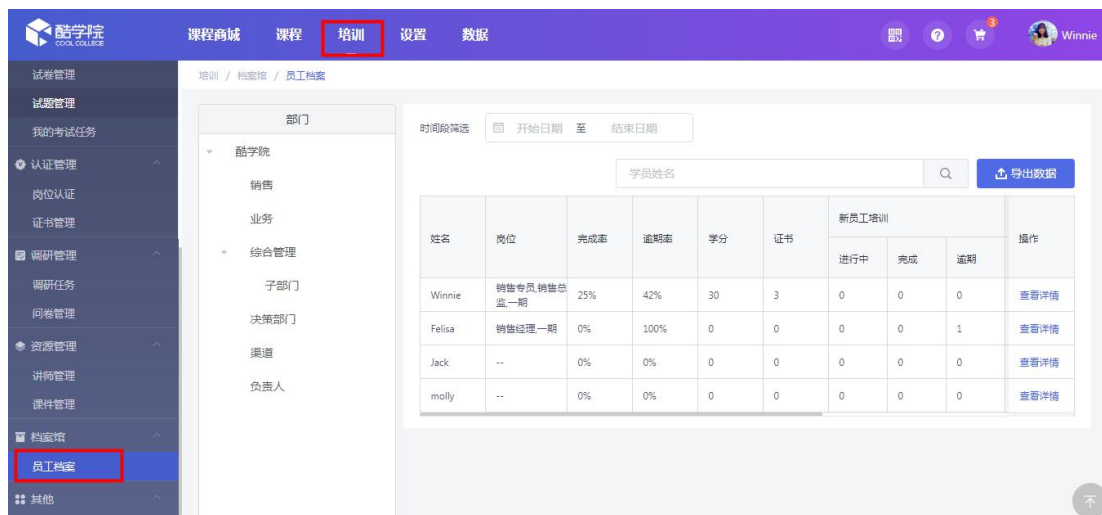 酷学院
COOL COLLEGE
课程商城 课程 培训 设置 数据
3
Winnie
试卷管理
试题管理
我的考试任务
认证管理
岗位认证
证书管理
调研管理
调研任务
问卷管理
资源管理
讲师管理
课件管理
档案馆
员工档案
其他
培训 / 档案馆 / 员工档案
部门
酷学院
销售
业务
综合管理
子部门
决策部门
渠道
负责人
时间段筛选 开始日期 至 结束日期
学员姓名 导出数据
姓名 岗位 完成率 逾期率 学分 证书 新员工培训 操作
进行中 完成 逾期
Winnie 销售专员,销售总监,一期 25% 42% 30 3 0 0 0 查看详情
Felisa 销售经理,一期 0% 100% 0 0 0 0 1 查看详情
Jack -- 0% 0% 0 0 0 0 0 查看详情
molly -- 0% 0% 0 0 0 0 0 查看详情